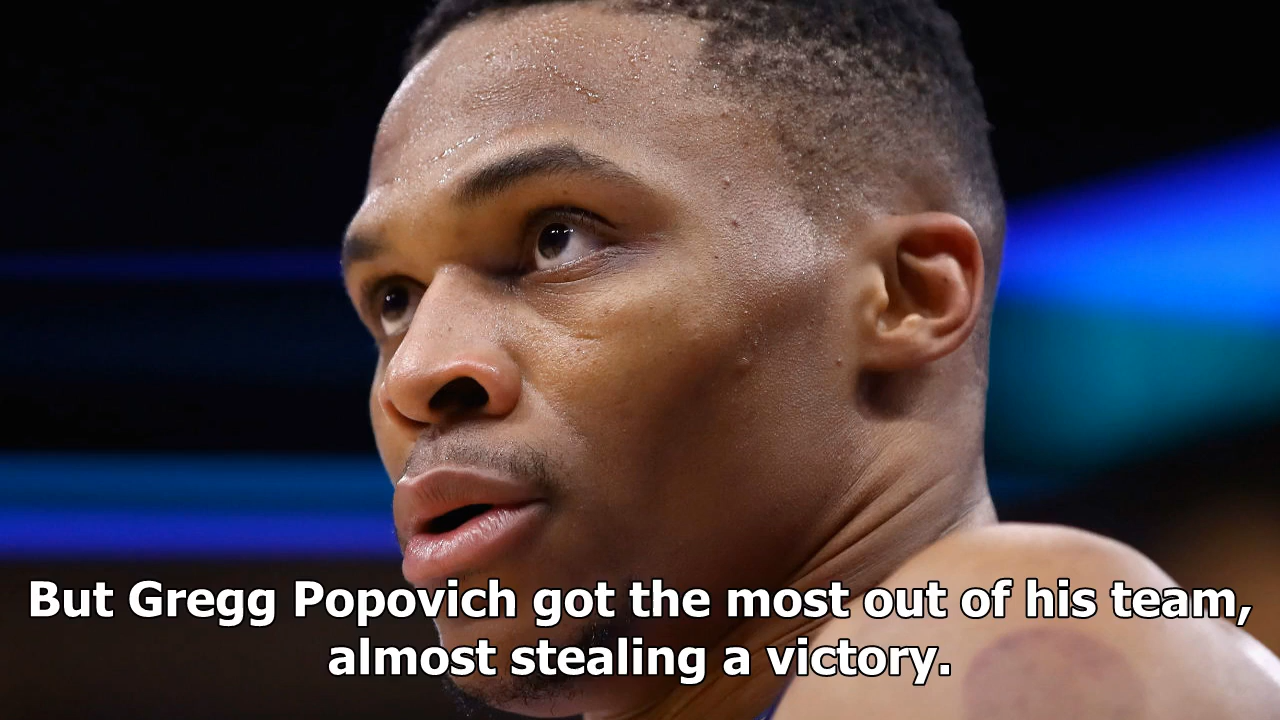 But Gregg Popovich got the most out of his team,
almost stealing a victory.